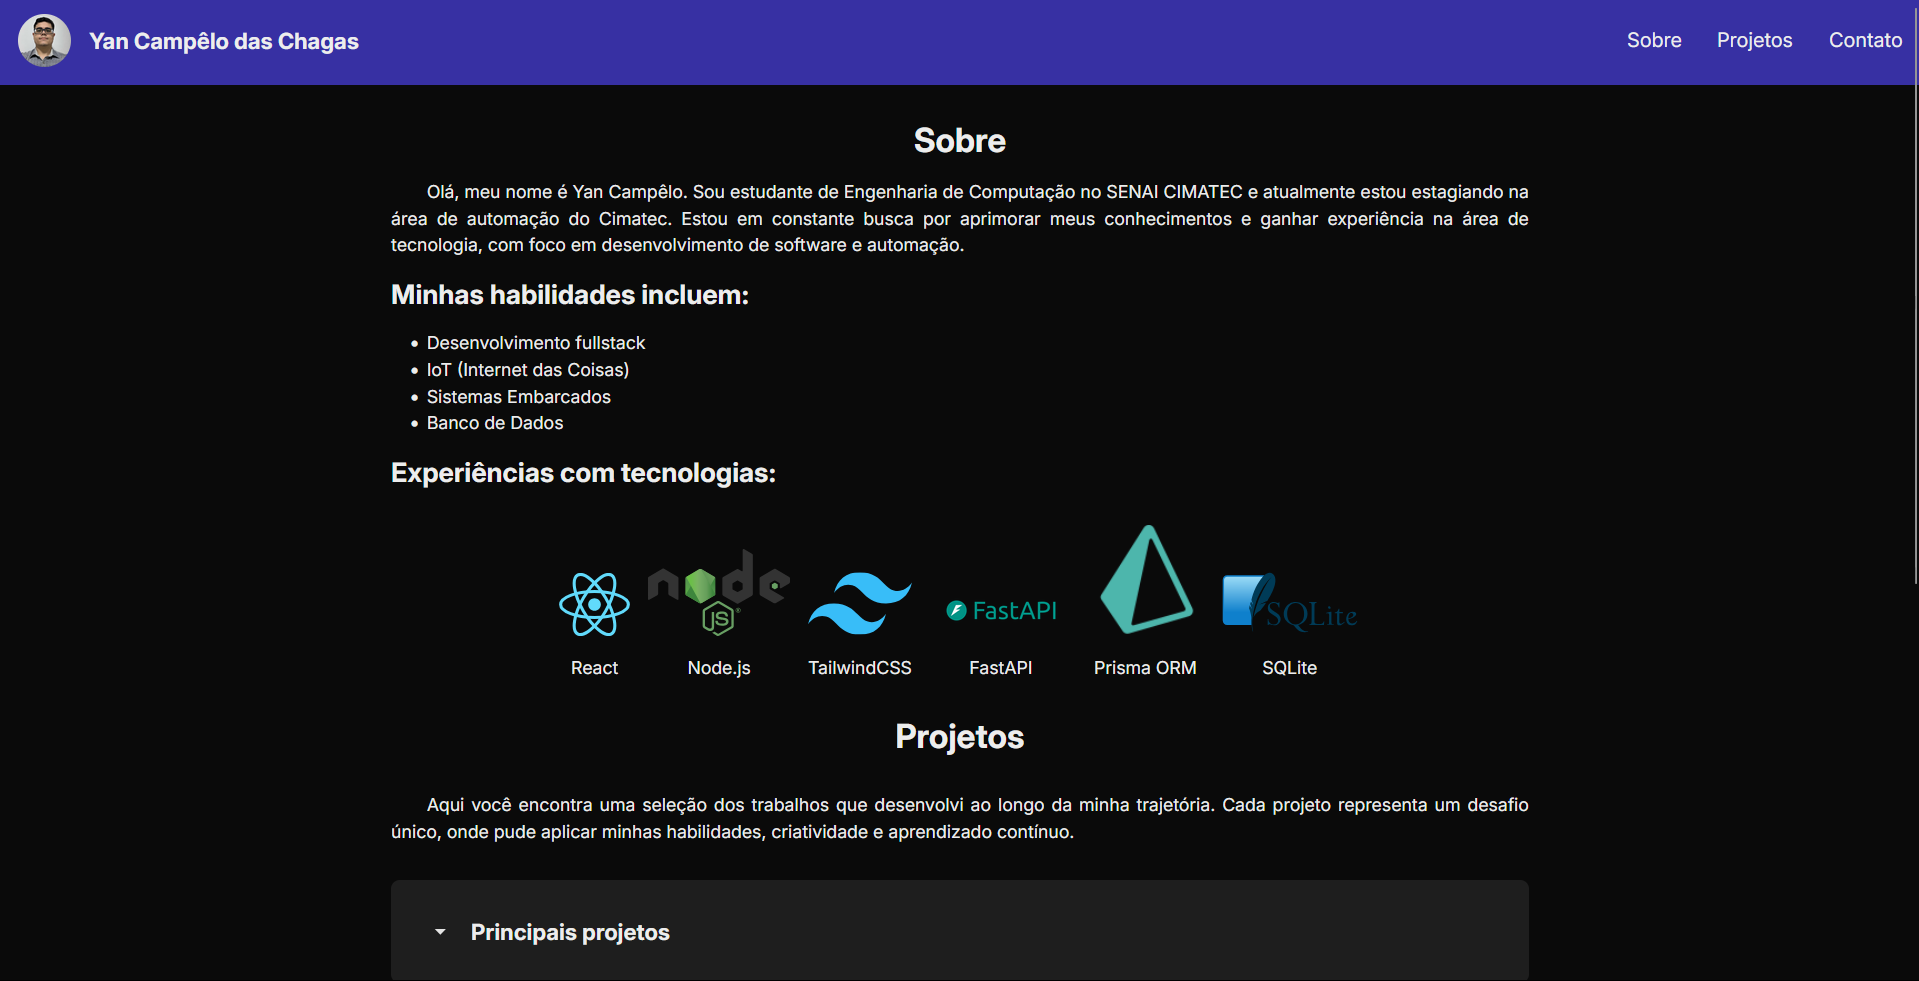 Yan Campêlo das Chagas
Sobre
Projetos
Contato
Sobre
Olá, meu nome é Yan Campêlo. Sou estudante de Engenharia de Computação no SENAI CIMATEC e atualmente estou estagiando na
área de automação do Cimatec. Estou em constante busca por aprimorar meus conhecimentos e ganhar experiência na área de
tecnologia, com foco em desenvolvimento de software e automação.
Minhas habilidades incluem:
• Desenvolvimento fullstack
• IoT (Internet das Coisas)
• Sistemas Embarcados
• Banco de Dados
Experiências com tecnologias:
node
JS
FastAPI
SQLite
React
Node.js
TailwindCSS
FastAPI
Prisma ORM
SQLite
Projetos
Aqui você encontra uma seleção dos trabalhos que desenvolvi ao longo da minha trajetória. Cada projeto representa um desafio
único, onde pude aplicar minhas habilidades, criatividade e aprendizado contínuo.
Principais projetos